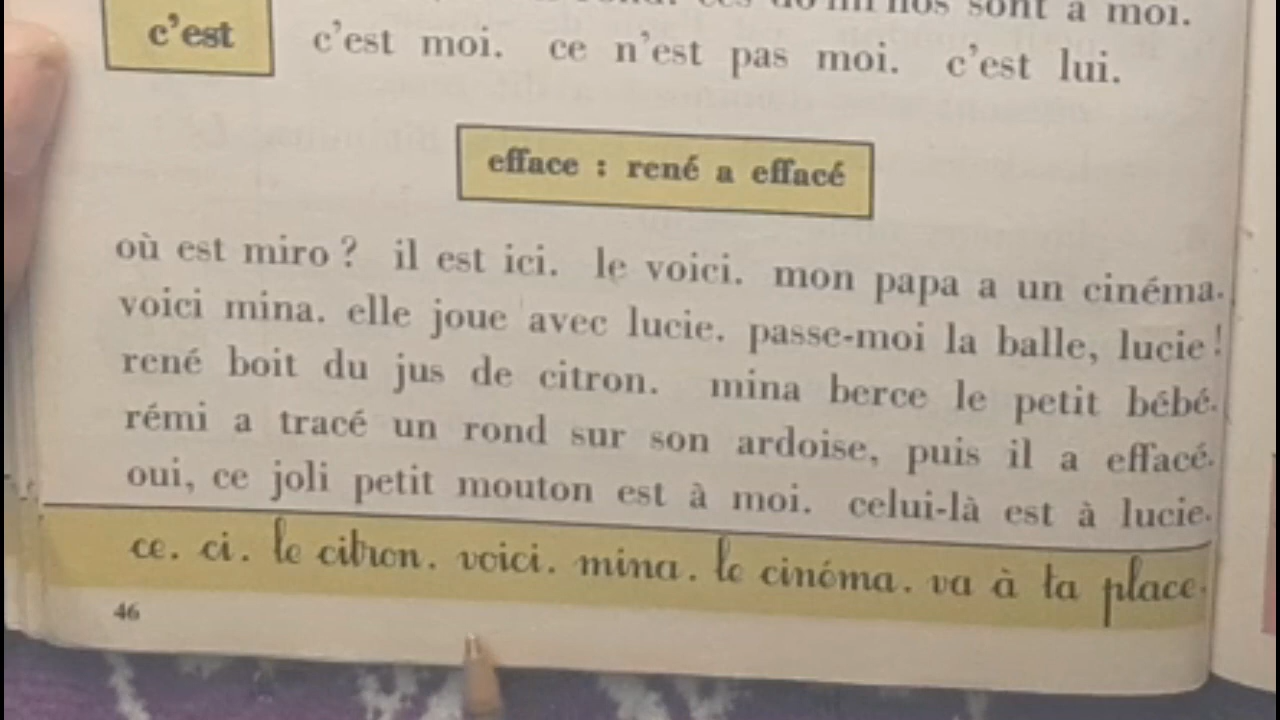 sont à moi.
c'est c'est moi. ce n'est pas moi. c'est lui.
efface : rené a effacé
où est miro ? il est ici. le voici. mon papa a un cinéma.
voici mina. elle joue avec lucie. passe-moi la balle, lucie !
rené boit du jus de citron. mina berce le petit bébé.
rémi a tracé un rond sur son ardoise, puis il a effacé.
oui, ce joli petit mouton est à moi. celui-là est à lucie.
ce. ci. le citron. voici. mina. le cinéma. va à ta place.
46